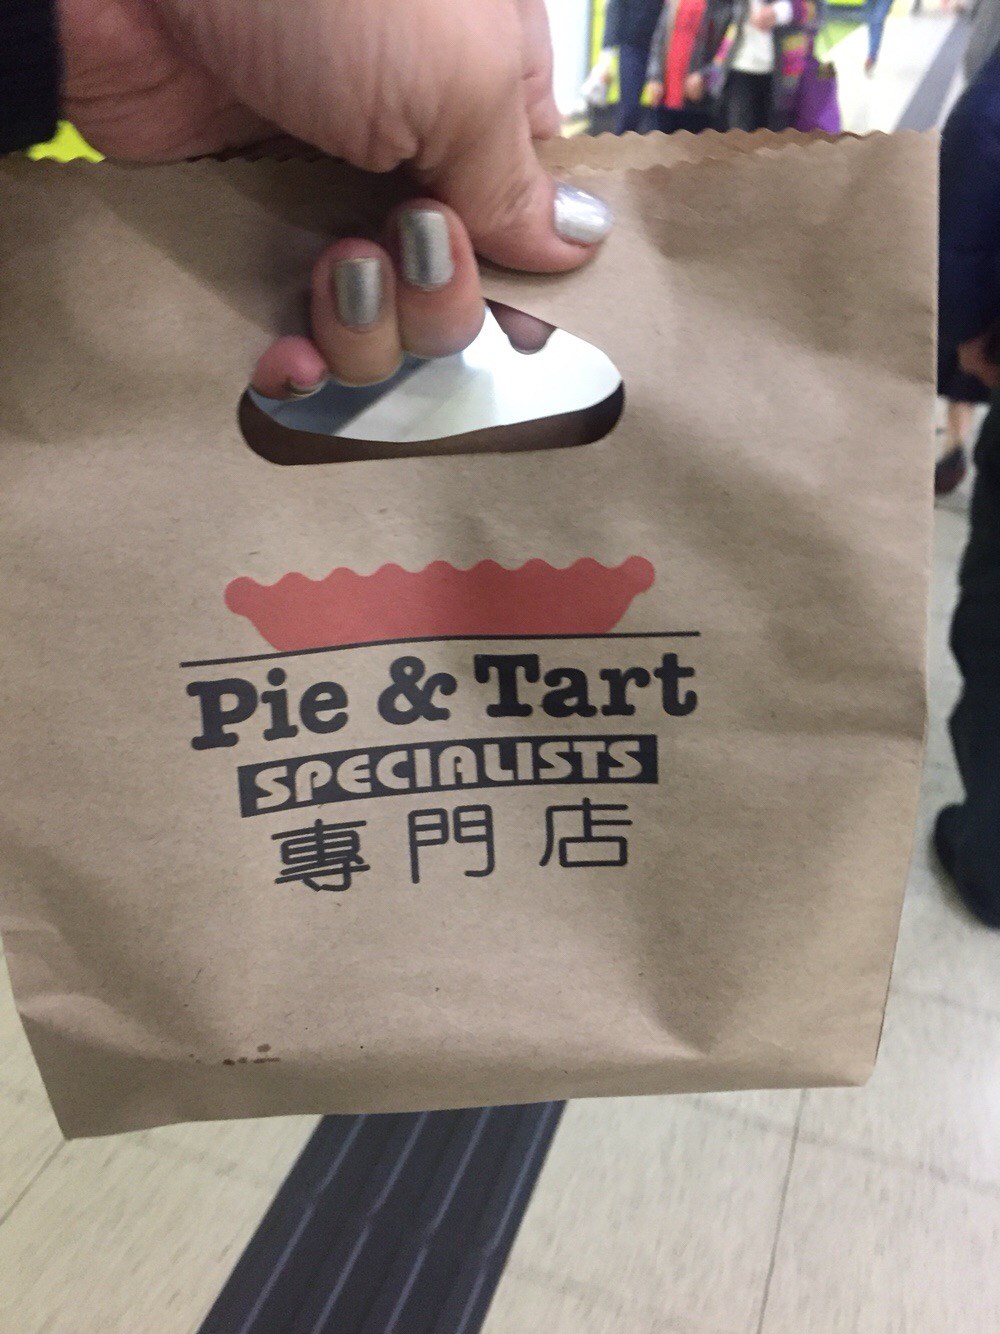 Pie & Tart
SPECIALISTS
專門店